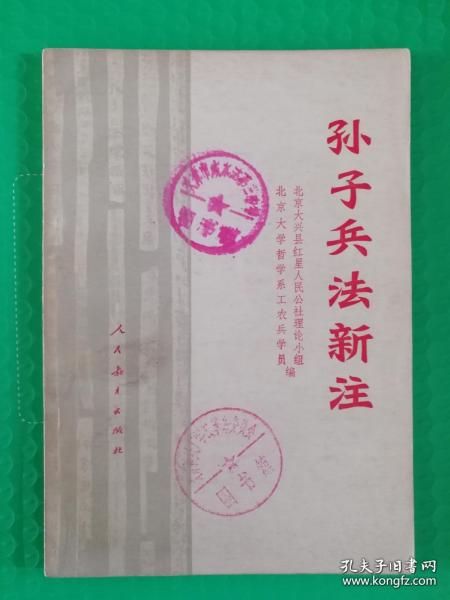 孙子兵法新注
北京大兴县红星人民公社理论小组
北京大学哲学系工农兵学员
编
人民教育出版社
孔夫子旧书网
www.kongfz.com